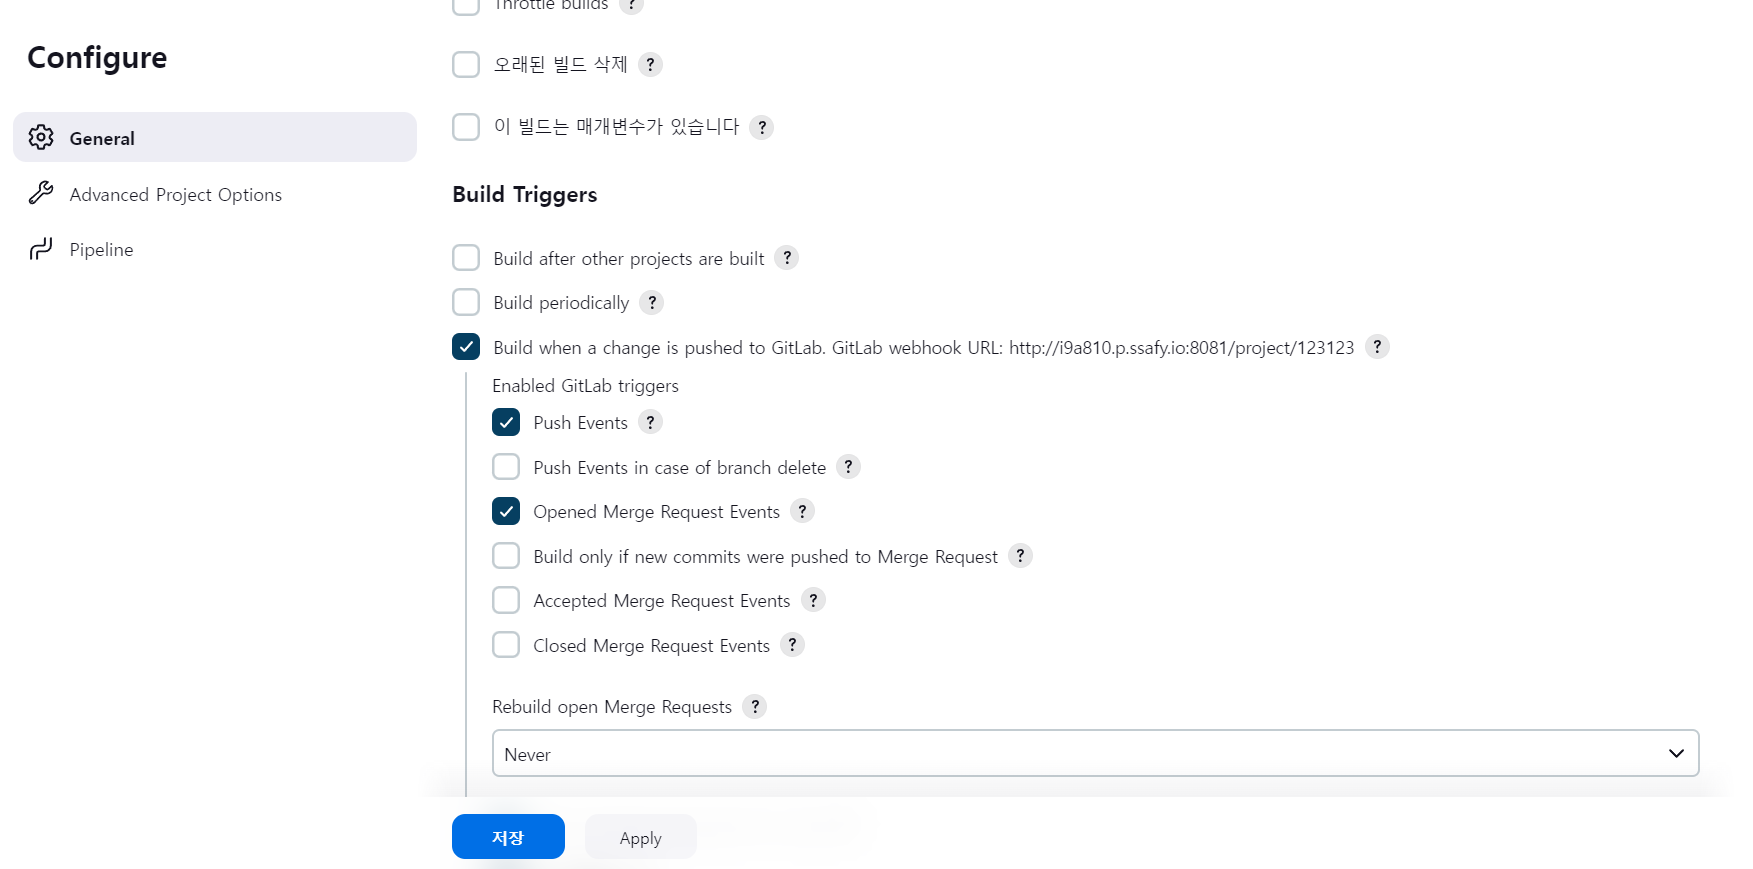 Throttle builds ?
Configure
오래된 빌드 삭제 ?
이 빌드는 매개변수가 있습니다 ?
General
Advanced Project Options
Pipeline
Build Triggers
Build after other projects are built ?
Build periodically ?
Build when a change is pushed to GitLab. GitLab webhook URL: http://i9a810.p.ssafy.io:8081/project/123123 ?
Enabled GitLab triggers
Push Events ?
Push Events in case of branch delete ?
Opened Merge Request Events ?
Build only if new commits were pushed to Merge Request ?
Accepted Merge Request Events ?
Closed Merge Request Events ?
Rebuild open Merge Requests ?
Never
저장
Apply